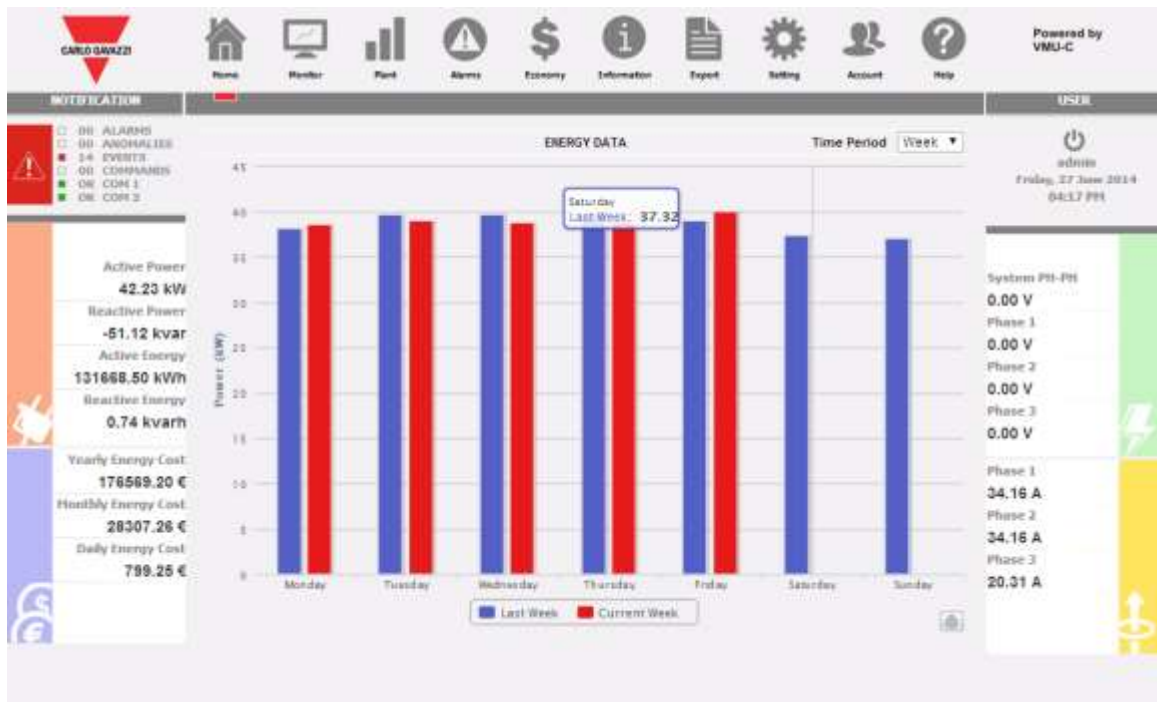 CARLO GAVAZZI
Home
Monitor
Plant
Alarms
Economy
Information
Export
Setting
Account
Help
Powered by
VMU-C
NOTIFICATION
USER
00 ALARMS
00 ANOMALIES
14 EVENTS
00 COMMANDS
OK COM 1
OK COM 2
ENERGY DATA
Time Period
Week
admin
Friday, 27 June 2014
04:17 PM
Active Power
42.23 kW
Reactive Power
-51.12 kvar
Active Energy
131668.50 kWh
Reactive Energy
0.74 kvarh
Yearly Energy Cost
176569.20 €
Monthly Energy Cost
28307.26 €
Daily Energy Cost
799.25 €
Power (kW)
45
40
35
30
25
20
15
10
5
0
Saturday
Last Week: 37.32
Monday
Tuesday
Wednesday
Thursday
Friday
Saturday
Sunday
Last Week
Current Week
System PH-PH
0.00 V
Phase 1
0.00 V
Phase 2
0.00 V
Phase 3
0.00 V
Phase 1
34.16 A
Phase 2
34.16 A
Phase 3
20.31 A